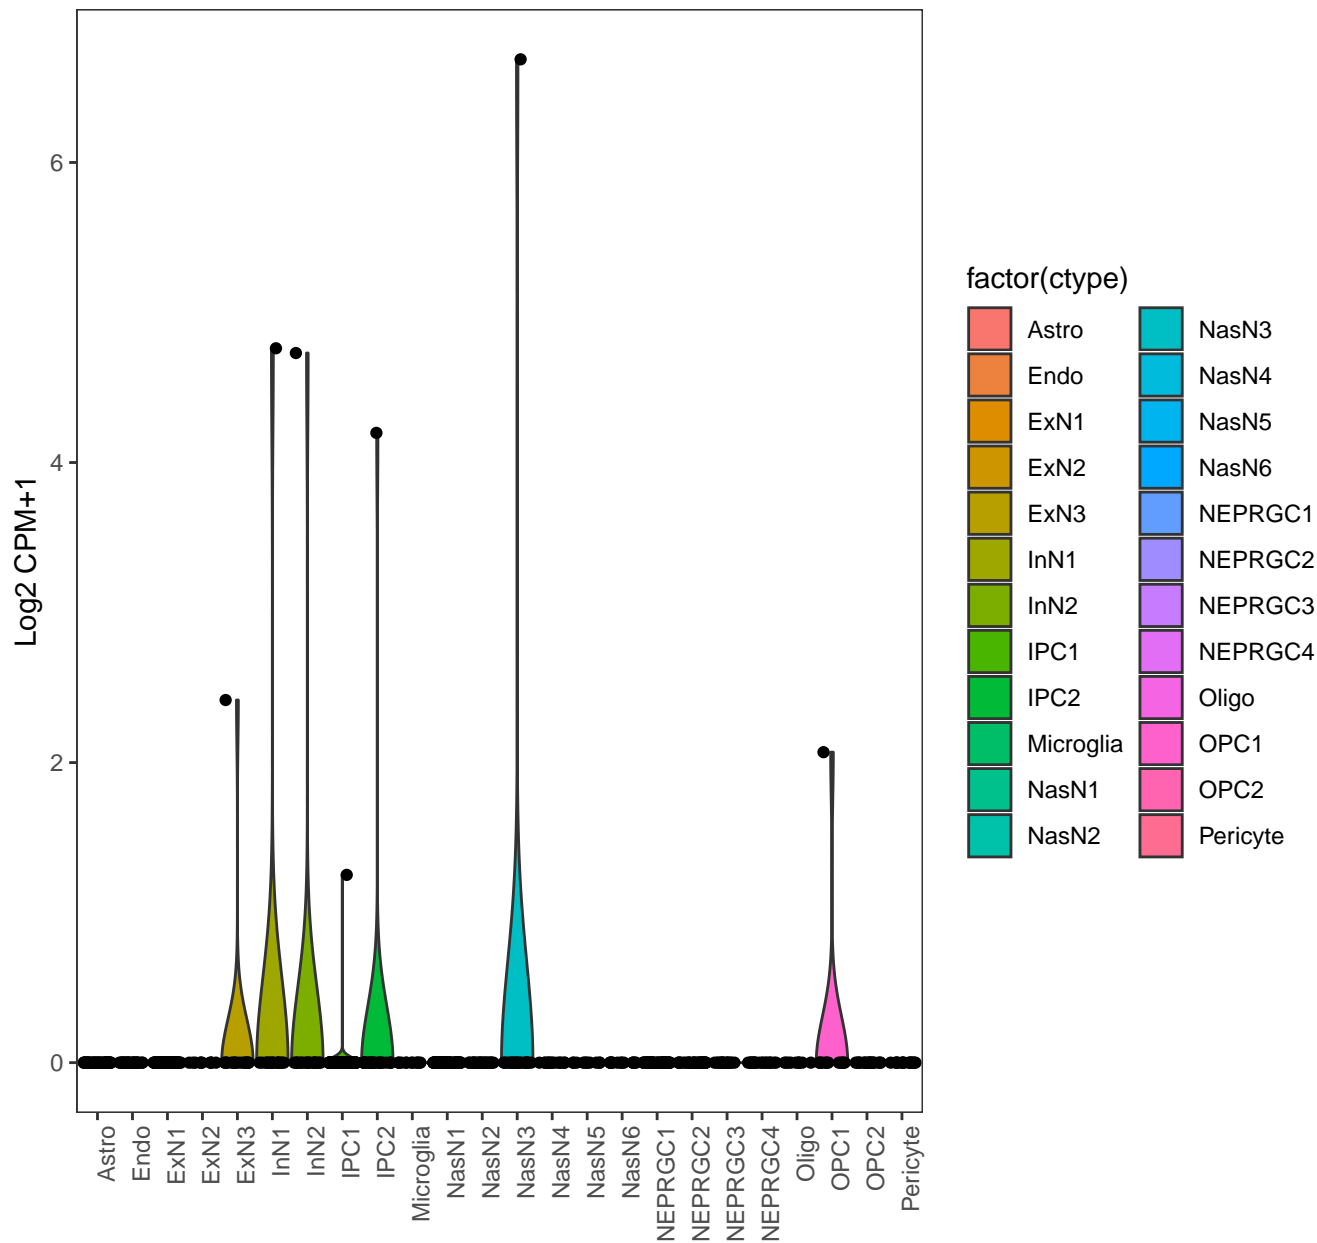 6
4
2
0
Log2 CPM+1
Astro
Endo
ExN1
ExN2
ExN3
InN1
InN2
IPC1
IPC2
Microglia
NasN1
NasN2
NasN3
NasN4
NasN5
NasN6
NEPRGC1
NEPRGC2
NEPRGC3
NEPRGC4
Oligo
OPC1
OPC2
Pericyte
factor(ctype)
Astro
Endo
ExN1
ExN2
ExN3
InN1
InN2
IPC1
IPC2
Microglia
NasN1
NasN2
NasN3
NasN4
NasN5
NasN6
NEPRGC1
NEPRGC2
NEPRGC3
NEPRGC4
Oligo
OPC1
OPC2
Pericyte